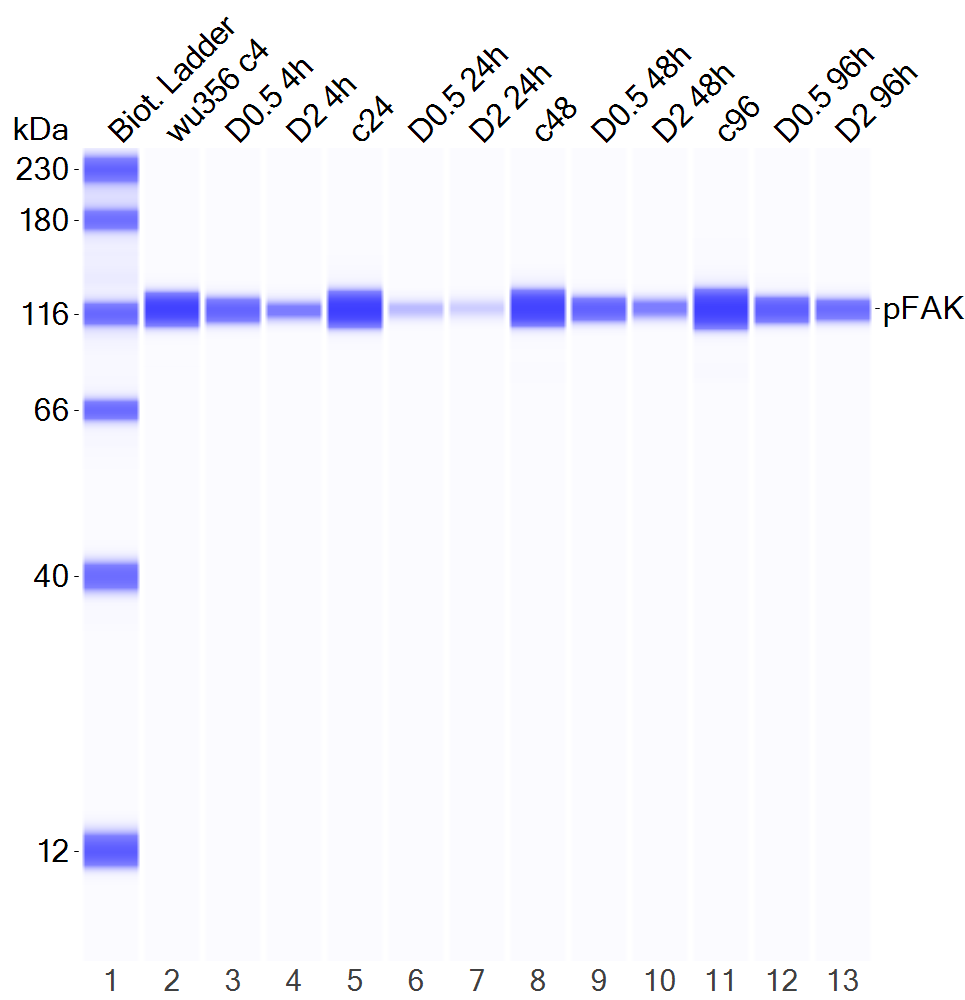 kDa
Biot. Ladder
wu356 c4
D0.5 4h
D2 4h
c24
D0.5 24h
D2 24h
c48
D0.5 48h
D2 48h
c96
D0.5 96h
D2 96h
230
180
116
66
40
12
pFAK
1 2 3 4 5 6 7 8 9 10 11 12 13